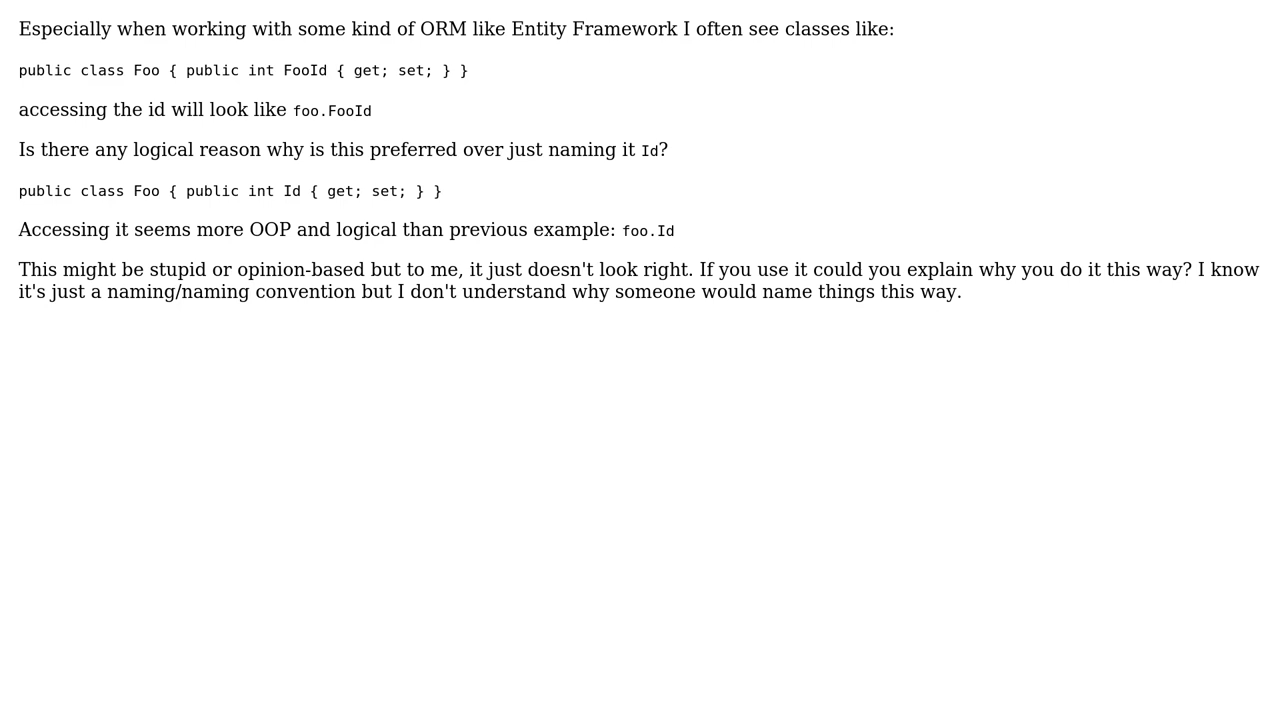 Especially when working with some kind of ORM like Entity Framework I often see classes like:
public class Foo { public int FooId { get; set; } }
accessing the id will look like foo.FooId
Is there any logical reason why is this preferred over just naming it Id?
public class Foo { public int Id { get; set; } }
Accessing it seems more OOP and logical than previous example: foo.Id
This might be stupid or opinion-based but to me, it just doesn't look right. If you use it could you explain why you do it this way? I know
it's just a naming/naming convention but I don't understand why someone would name things this way.